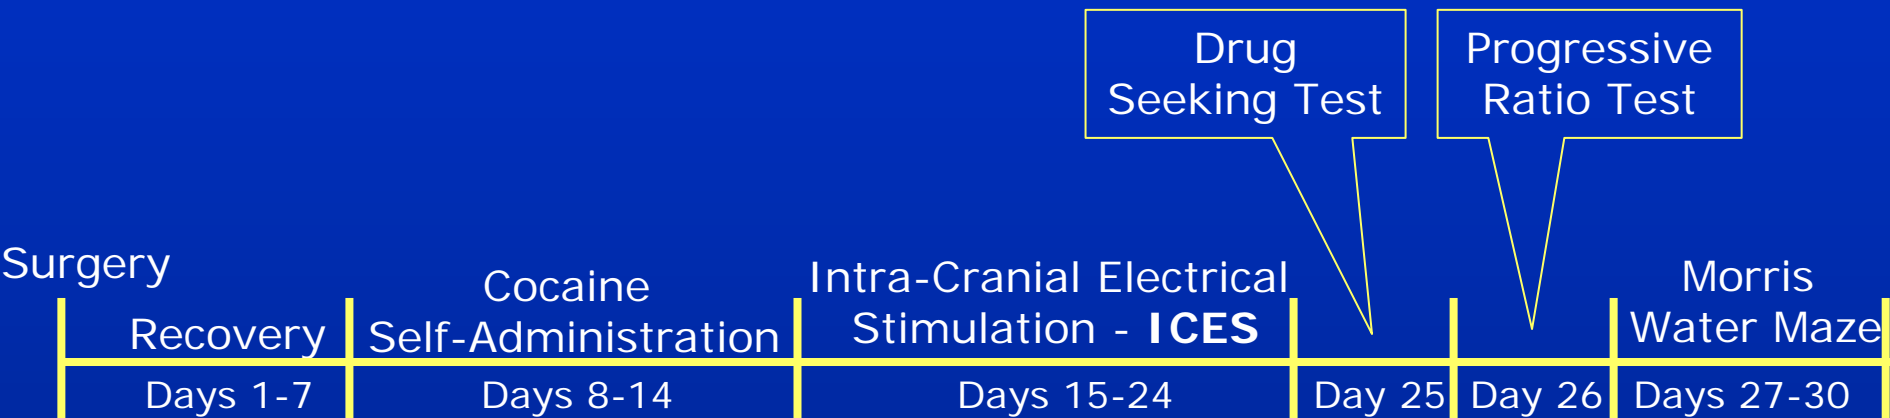 Drug
Seeking Test
Progressive
Ratio Test
Surgery
Recovery
Cocaine
Self-Administration
Intra-Cranial Electrical
Stimulation - ICES
Morris
Water Maze
Days 1-7
Days 8-14
Days 15-24
Day 25
Day 26
Days 27-30